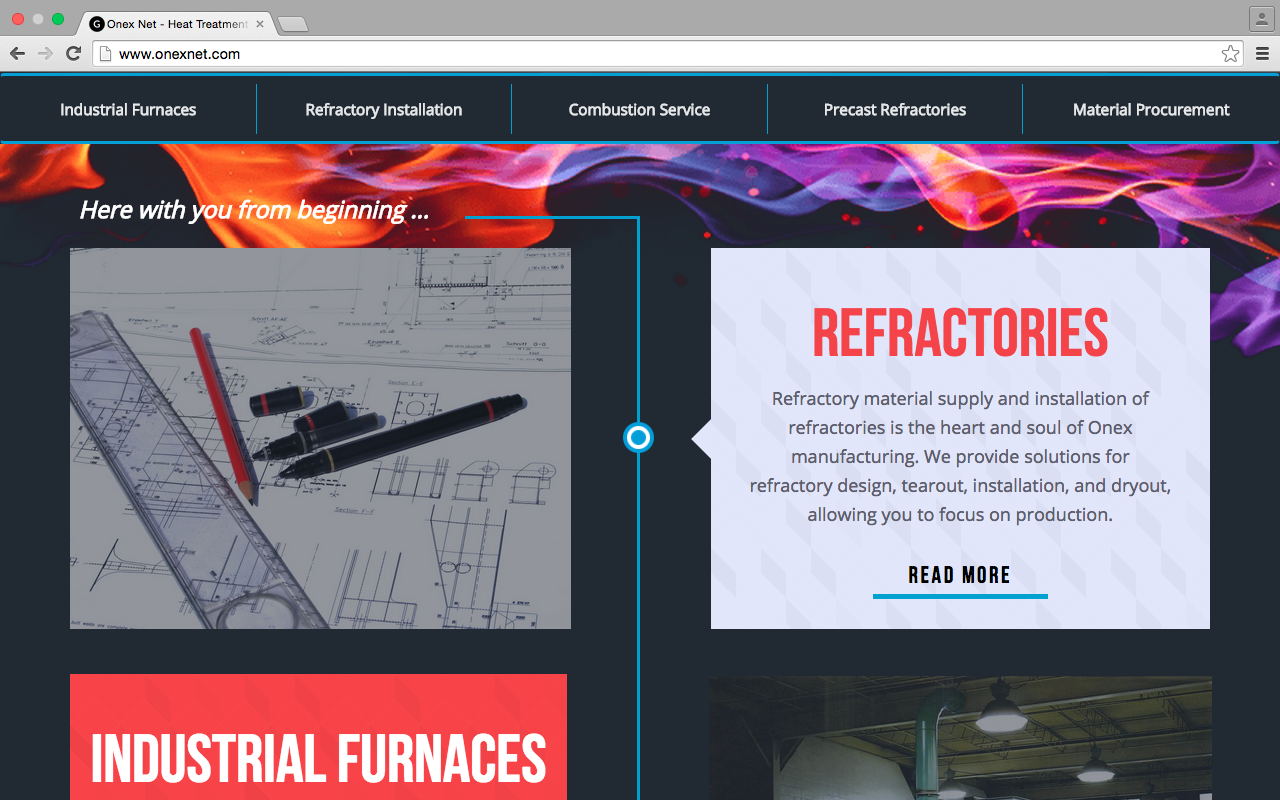 Onex Net - Heat Treatment
www.onexnet.com
Industrial Furnaces
Refractory Installation
Combustion Service
Precast Refractories
Material Procurement
Here with you from beginning ...
Section E-E
Section F-F
REFRACTORIES
Refractory material supply and installation of
refractories is the heart and soul of Onex
manufacturing. We provide solutions for
refractory design, tearout, installation, and dryout,
allowing you to focus on production.
READ MORE
INDUSTRIAL FURNACES